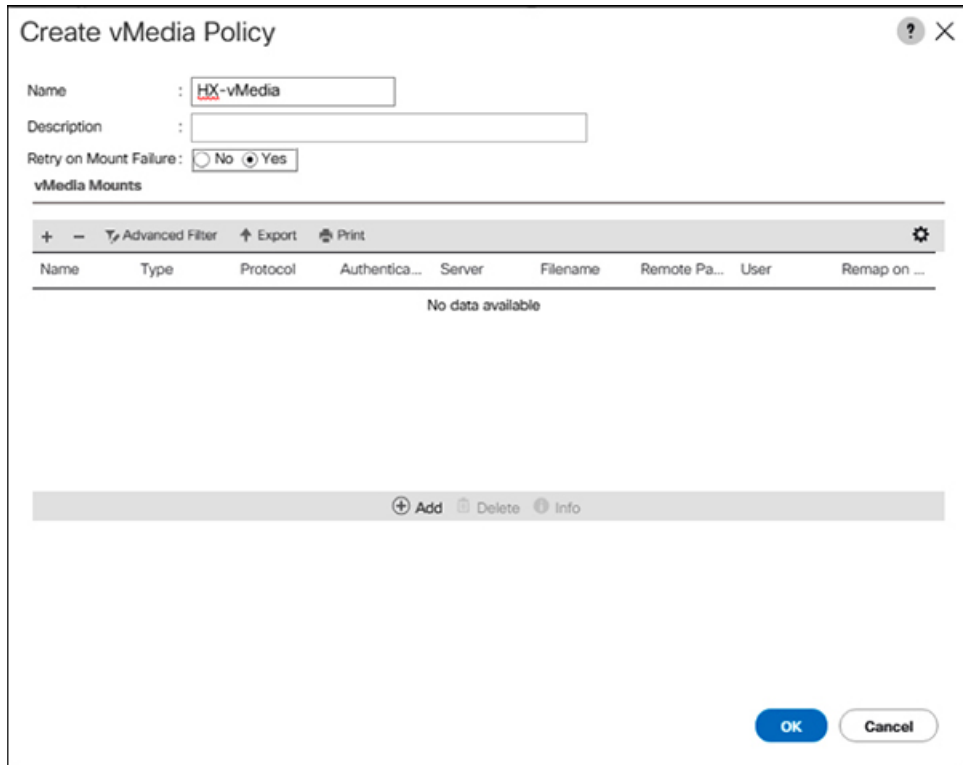 Create vMedia Policy ? ×
Name : HX-vMedia
Description :
Retry on Mount Failure : No Yes
vMedia Mounts
+ − Advanced Filter Export Print
Name Type Protocol Authentica... Server Filename Remote Pa... User Remap on ...
No data available
Add Delete Info
OK Cancel